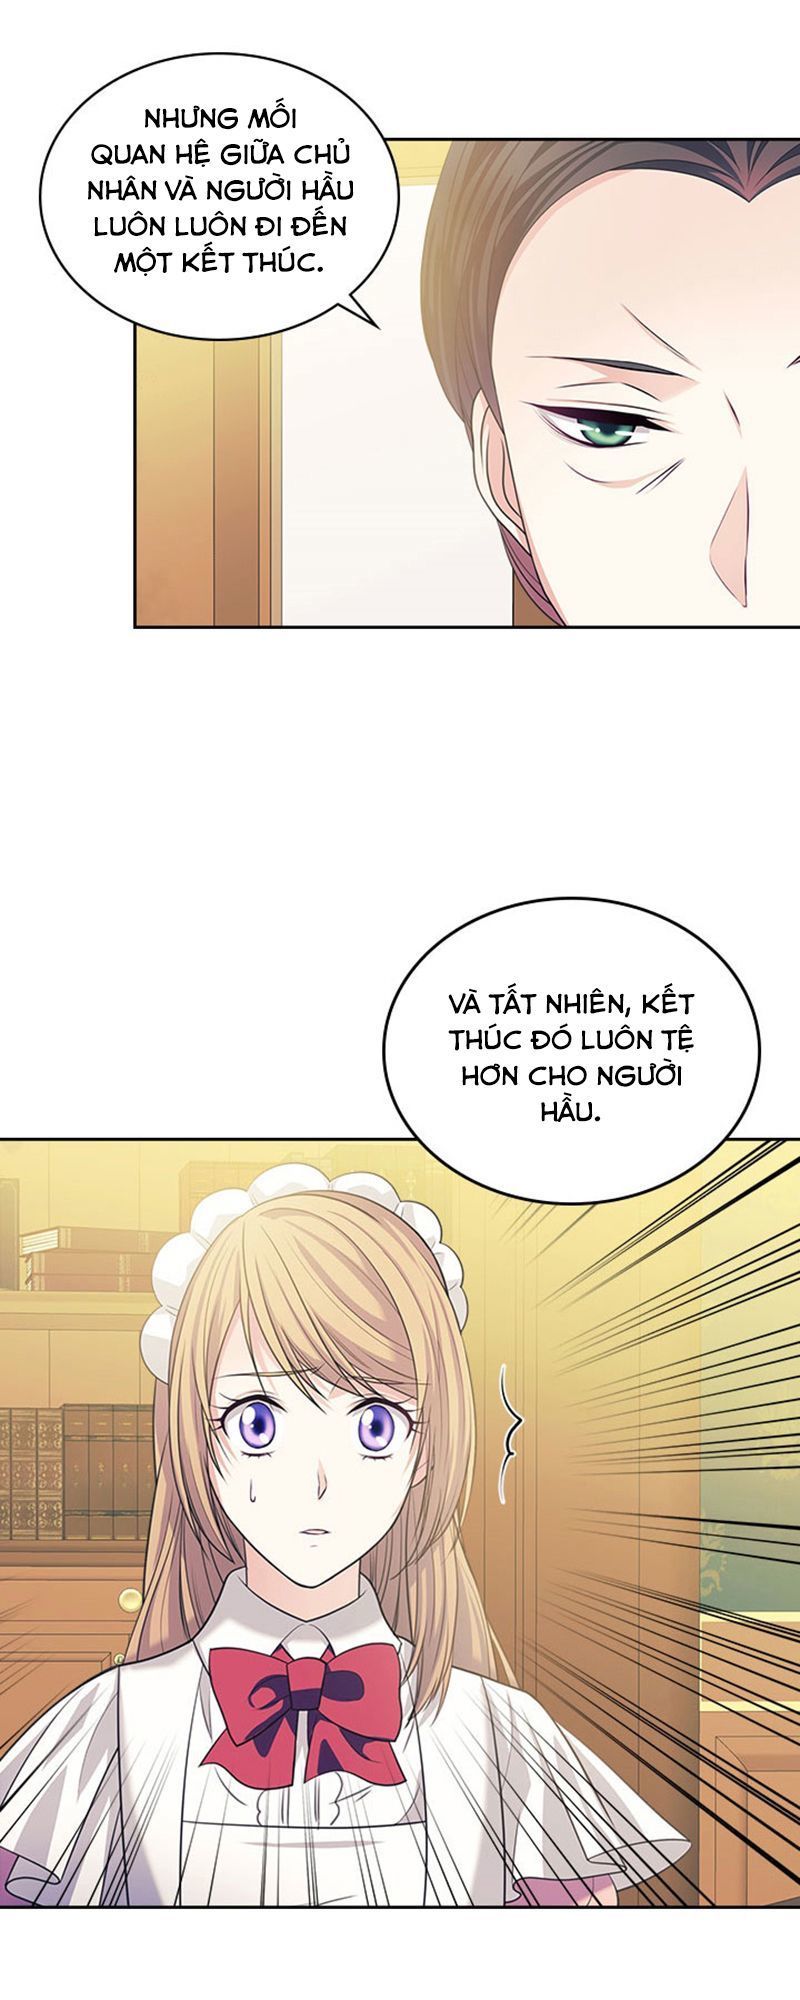 NHƯNG MỐI
QUAN HỆ GIỮA CHỦ
NHÂN VÀ NGƯỜI HẦU
LUÔN LUÔN ĐI ĐẾN
MỘT KẾT THÚC.
VÀ TẤT NHIÊN, KẾT
THÚC ĐÓ LUÔN TỆ
HƠN CHO NGƯỜI
HẦU.